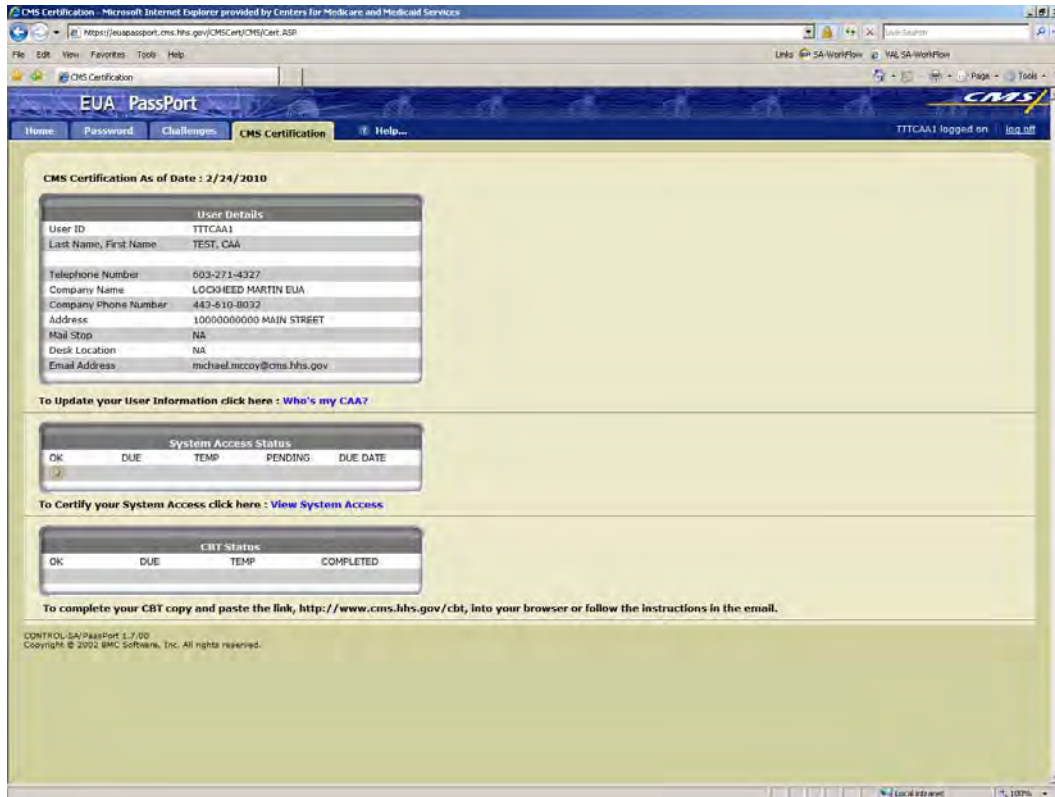 CMS Certification - Microsoft Internet Explorer provided by Centers for Medicare and Medicaid Services
https://euapassport.cms.hhs.gov/CMSCert/CMS/Cert.ASP
Live Search
File Edit View Favorites Tools Help
Links SA-WorkFlow VAL SA-WorkFlow
CMS Certification
Page Tools
EUA PassPort
CMS
Home Password Challenges CMS Certification ? Help...
TTTCAA1 logged on log off
CMS Certification As of Date : 2/24/2010
User Details
User ID TTTCAA1
Last Name, First Name TEST, CAA
Telephone Number 603-271-4327
Company Name LOCKHEED MARTIN EUA
Company Phone Number 443-610-8032
Address 10000000000 MAIN STREET
Mail Stop NA
Desk Location NA
Email Address michael.mccoy@cms.hhs.gov
To Update your User Information click here : Who's my CAA?
System Access Status
OK DUE TEMP PENDING DUE DATE
To Certify your System Access click here : View System Access
CBT Status
OK DUE TEMP COMPLETED
To complete your CBT copy and paste the link, http://www.cms.hhs.gov/cbt, into your browser or follow the instructions in the email.
CONTROL-SA/PassPort 1.7.00
Copyright © 2002 BMC Software, Inc. All rights reserved.
Local intranet 100%